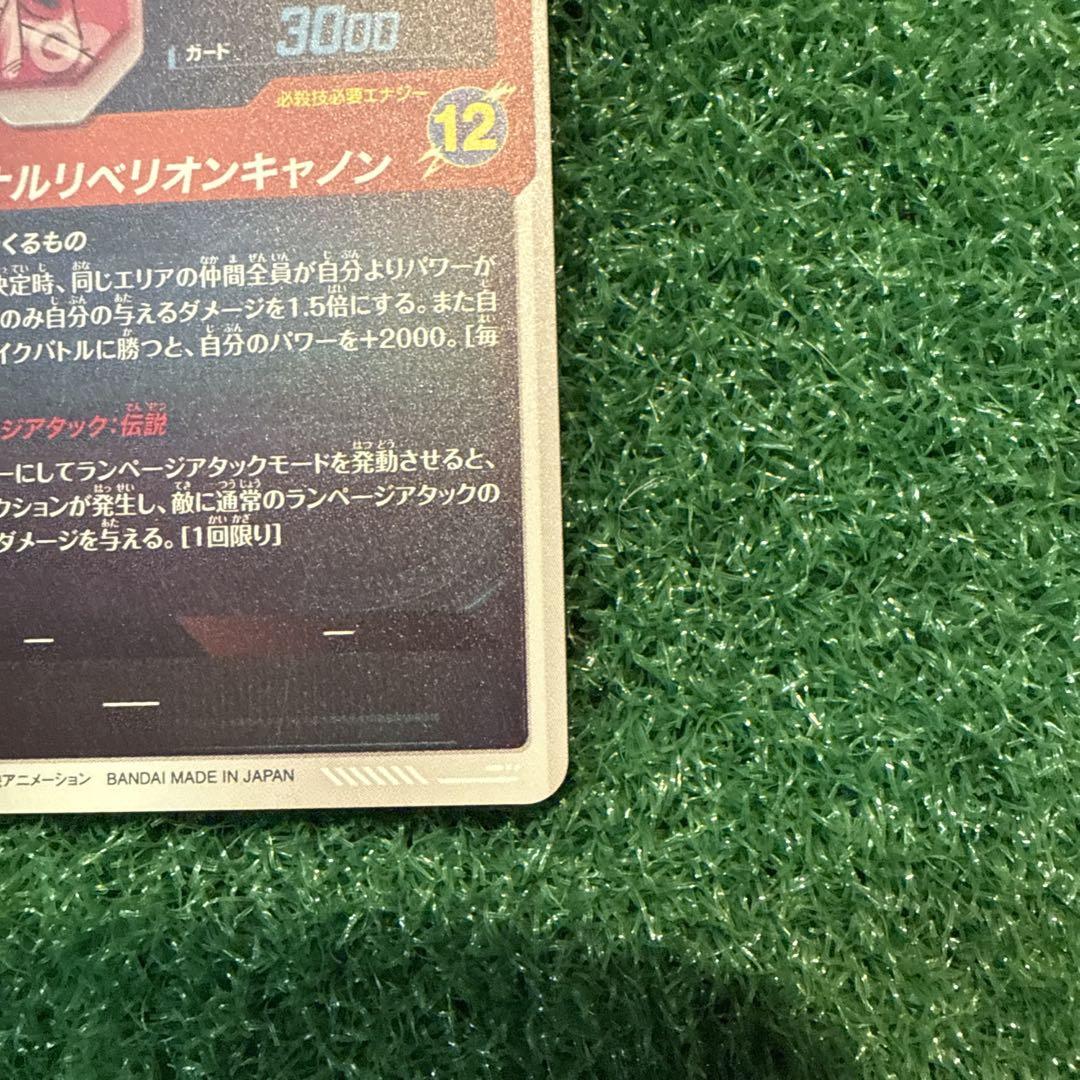 ガード 3000
必殺技必要エナジー 12
ナルリベリオンキャノン
くるもの
決定時、同じエリアの仲間全員が自分よりパワーが
のみ自分の与えるダメージを1.5倍にする。また自
イクバトルに勝つと、自分のパワーを+2000。[毎
ジアタック:伝説
ーにしてランページアタックモードを発動させると、
クションが発生し、敵に通常のランページアタックの
ダメージを与える。[1回限り]
アニメーション BANDAI MADE IN JAPAN